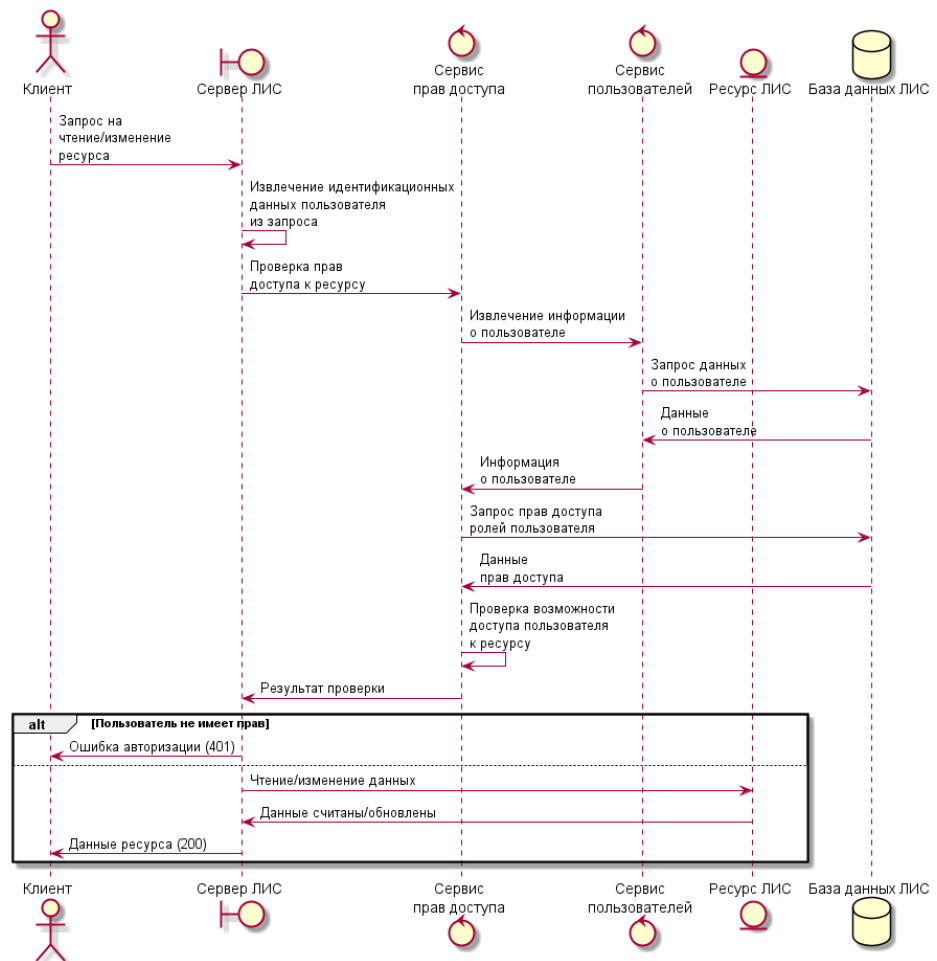 Клиент
Сервер ЛИС
Сервис
прав доступа
Сервис
пользователей
Ресурс ЛИС
База данных ЛИС
Запрос на
чтение/изменение
ресурса
Извлечение идентификационных
данных пользователя
из запроса
Проверка прав
доступа к ресурсу
Извлечение информации
о пользователе
Запрос данных
о пользователе
Данные
о пользователе
Информация
о пользователе
Запрос прав доступа
ролей пользователя
Данные
прав доступа
Проверка возможности
доступа пользователя
к ресурсу
Результат проверки
alt
[Пользователь не имеет прав]
Ошибка авторизации (401)
Чтение/изменение данных
Данные считаны/обновлены
Данные ресурса (200)
Клиент
Сервер ЛИС
Сервис
прав доступа
Сервис
пользователей
Ресурс ЛИС
База данных ЛИС